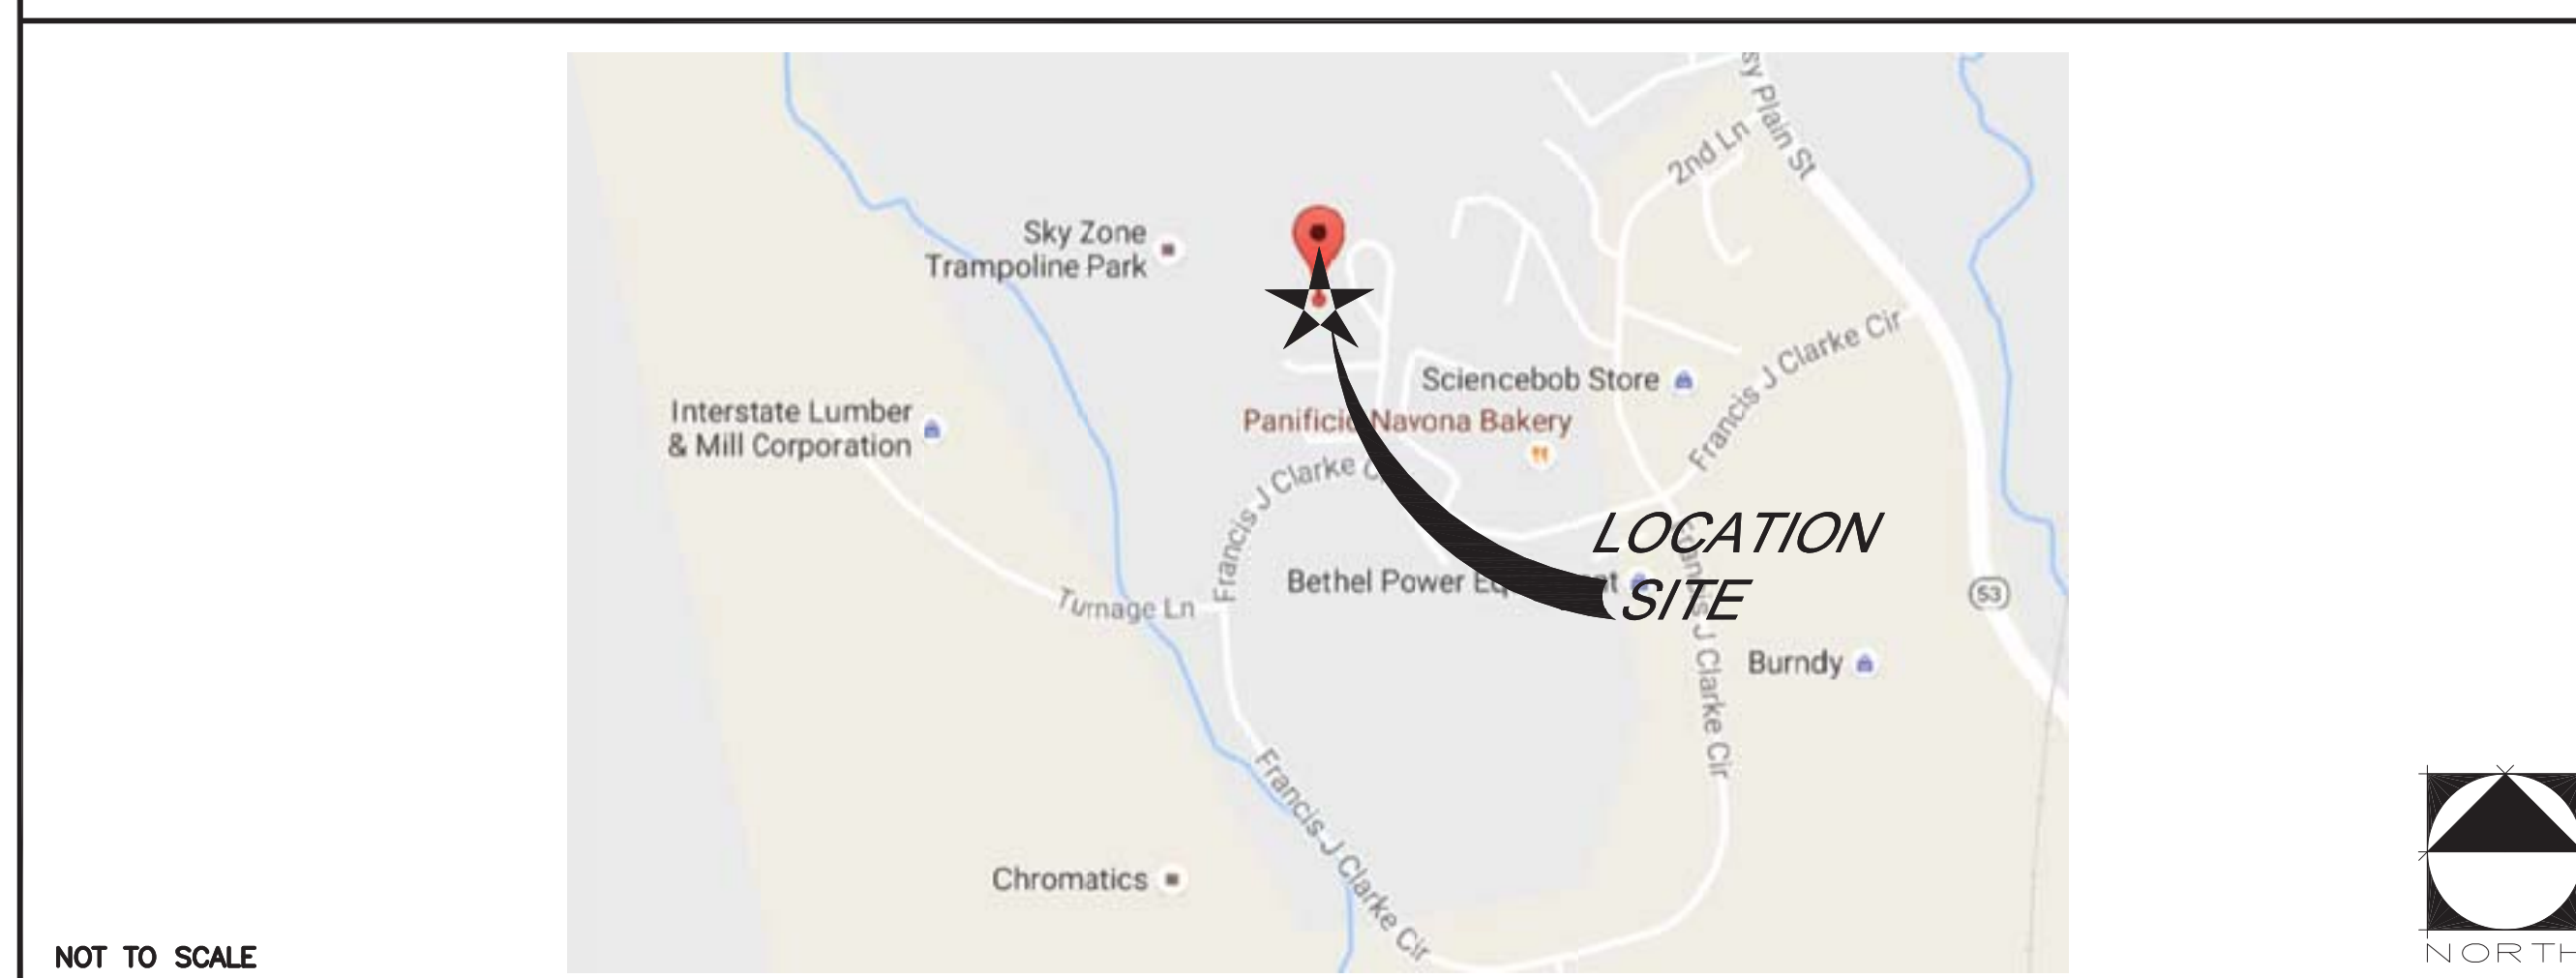 sy Plain St
2nd Ln
Sky Zone
Trampoline Park
Francis J Clarke Cir
Sciencebob Store
Interstate Lumber
& Mill Corporation
Panificio Navona Bakery
Francis J Clarke
LOCATION
SITE
Bethel Power
Turnage Ln
53
Francis J Clarke Cir
Burndy
Francis J Clarke Cir
Chromatics
NOT TO SCALE
NORTH